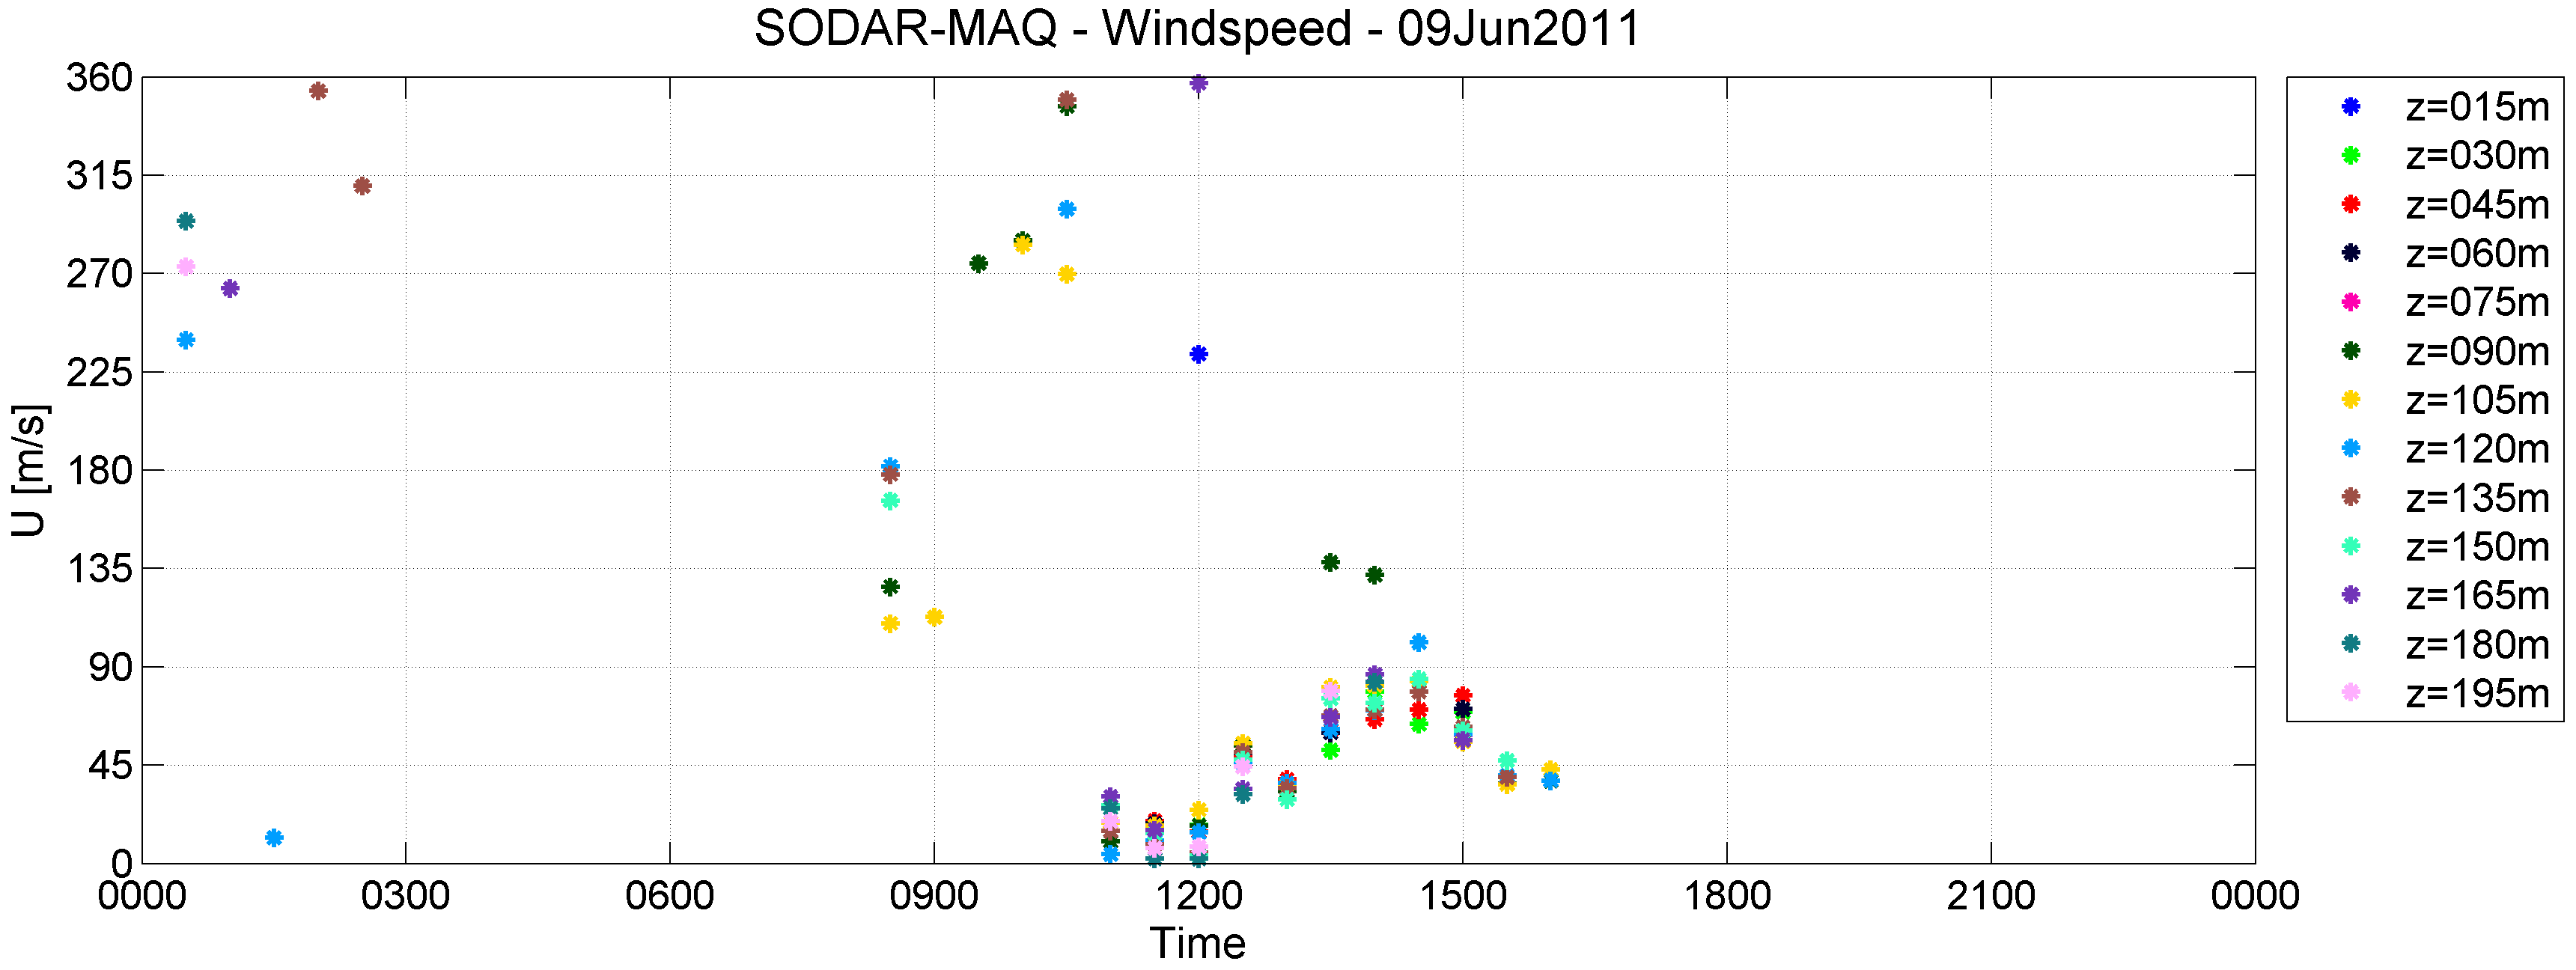 SODAR-MAQ - Windspeed - 09Jun2011
U [m/s]
360
315
270
225
180
135
90
45
0
0000 0300 0600 0900 1200 1500 1800 2100 0000
Time
z=015m
z=030m
z=045m
z=060m
z=075m
z=090m
z=105m
z=120m
z=135m
z=150m
z=165m
z=180m
z=195m